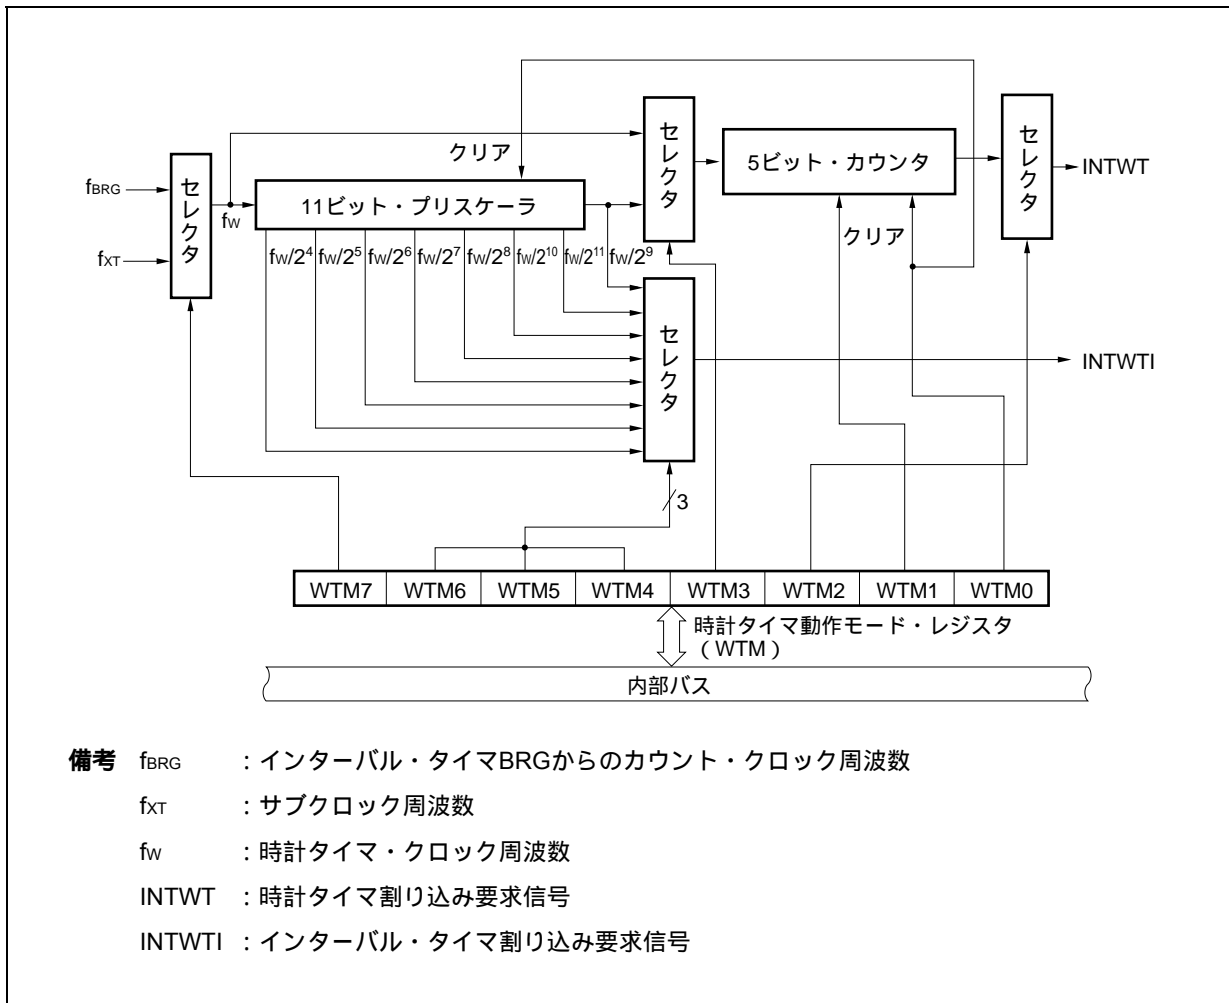 クリア
fBRG
fXT
セレクタ
fW
11ビット・プリスケーラ
セレクタ
5ビット・カウンタ
セレクタ
INTWT
クリア
fW/2⁴
fW/2⁵
fW/2⁶
fW/2⁷
fW/2⁸
fW/2¹⁰
fW/2¹¹
fW/2⁹
セレクタ
INTWTI
3
WTM7 WTM6 WTM5 WTM4 WTM3 WTM2 WTM1 WTM0
時計タイマ動作モード・レジスタ
（WTM）
内部バス
備考 fBRG ：インターバル・タイマBRGからのカウント・クロック周波数
fXT ：サブクロック周波数
fW ：時計タイマ・クロック周波数
INTWT ：時計タイマ割り込み要求信号
INTWTI ：インターバル・タイマ割り込み要求信号